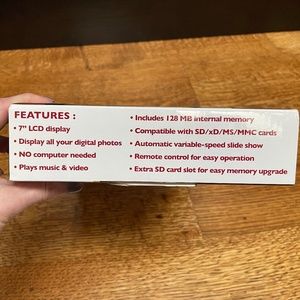 FEATURES :
• 7" LCD display
• Display all your digital photos
• NO computer needed
• Plays music & video
• Includes 128 MB internal memory
• Compatible with SD/xD/MS/MMC cards
• Automatic variable-speed slide show
• Remote control for easy operation
• Extra SD card slot for easy memory upgrade